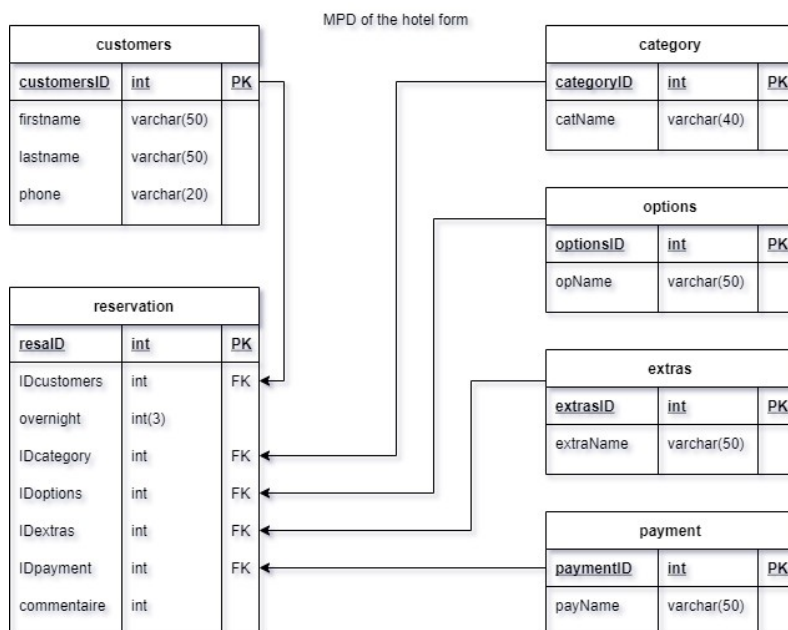 MPD of the hotel form
customers
customersID int PK
firstname varchar(50)
lastname varchar(50)
phone varchar(20)
reservation
resaID int PK
IDcustomers int FK
overnight int(3)
IDcategory int FK
IDoptions int FK
IDextras int FK
IDpayment int FK
commentaire int
category
categoryID int PK
catName varchar(40)
options
optionsID int PK
opName varchar(50)
extras
extrasID int PK
extraName varchar(50)
payment
paymentID int PK
payName varchar(50)